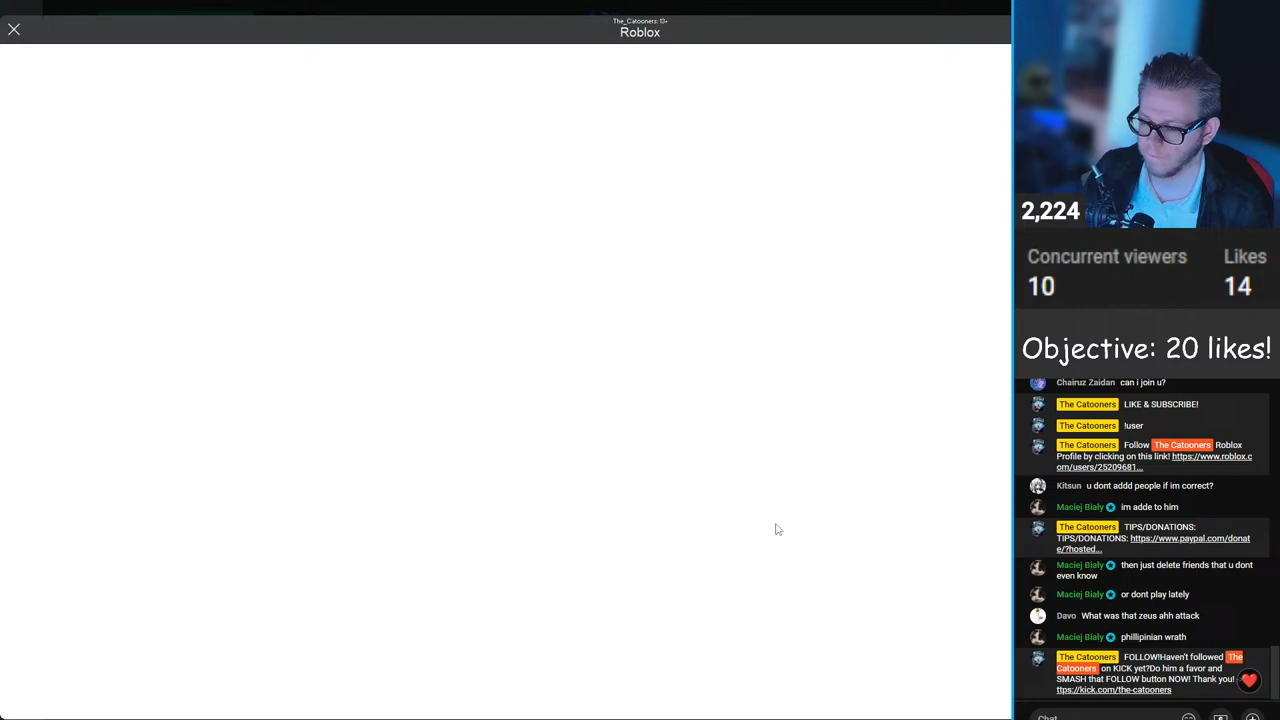 The_Catooners: 13+
Roblox
2,224
Concurrent viewers
Likes
10
14
Objective: 20 likes!
Chairuz Zaidan can i join u?
The Catooners LIKE & SUBSCRIBE!
The Catooners !user
The Catooners Follow The Catooners Roblox
Profile by clicking on this link! https://www.roblox.c
om/users/25209681...
Kitsun u dont addd people if im correct?
Maciej Biały im adde to him
The Catooners TIPS/DONATIONS:
TIPS/DONATIONS: https://www.paypal.com/donat
e/?hosted...
Maciej Biały then just delete friends that u dont
even know
Maciej Biały or dont play lately
Davo What was that zeus ahh attack
Maciej Biały phillipinian wrath
The Catooners FOLLOW!Haven't followed The
Catooners on KICK yet?Do him a favor and
SMASH that FOLLOW button NOW! Thank you!
ttps://kick.com/the-catooners
Chat